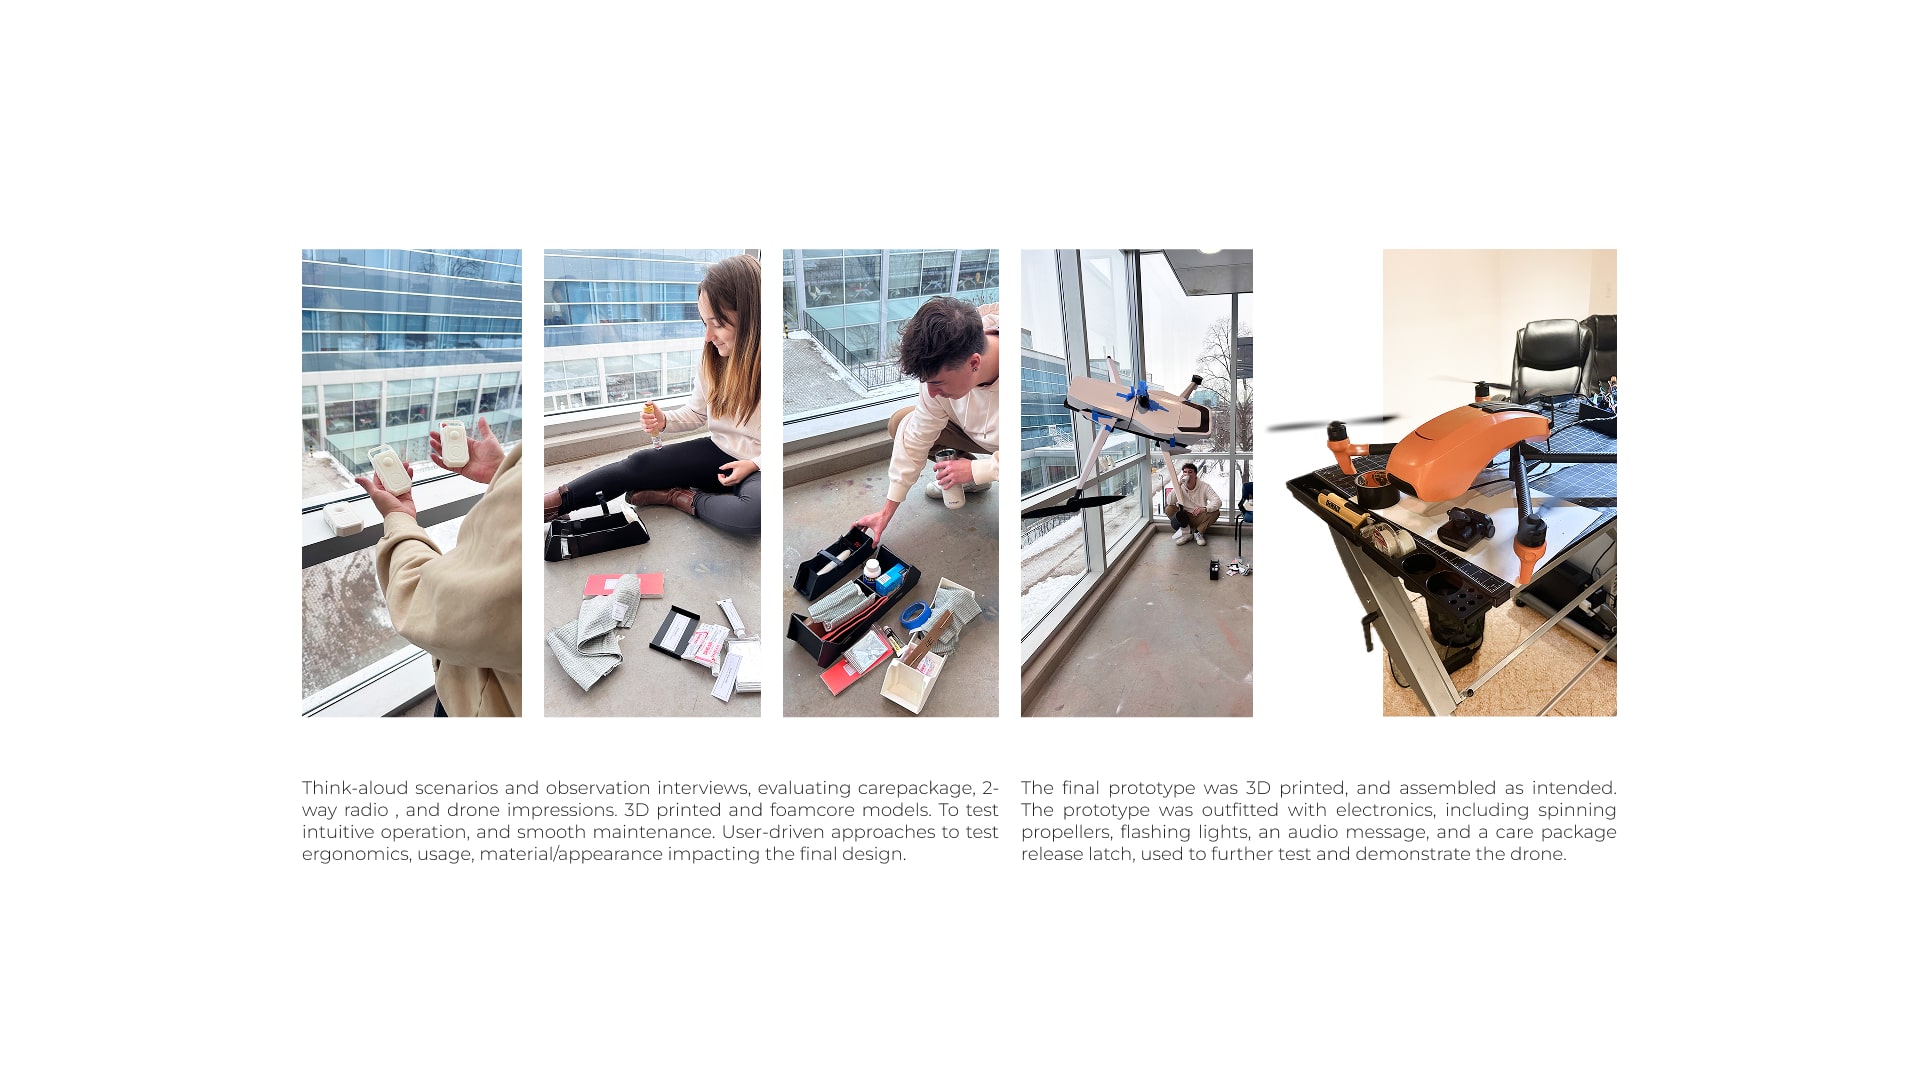 Think-aloud scenarios and observation interviews, evaluating carepackage, 2-
way radio , and drone impressions. 3D printed and foamcore models. To test
intuitive operation, and smooth maintenance. User-driven approaches to test
ergonomics, usage, material/appearance impacting the final design.
The final prototype was 3D printed, and assembled as intended.
The prototype was outfitted with electronics, including spinning
propellers, flashing lights, an audio message, and a care package
release latch, used to further test and demonstrate the drone.